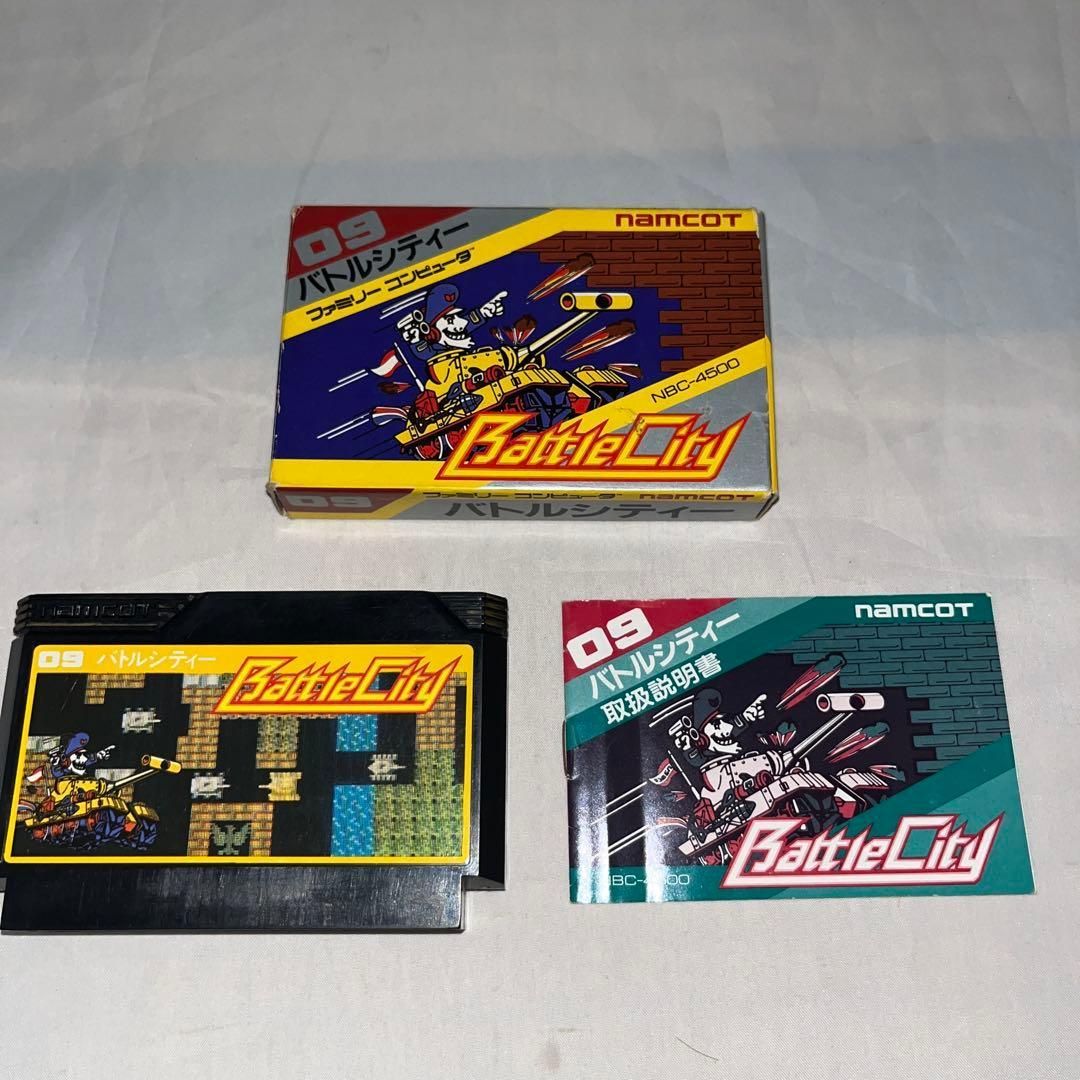 09
バトルシティー
ファミリー コンピュータ
namcoT
NBC-4500
BattleCity
09
ファミリー コンピュータ namcoT
バトルシティー
namcoT
09 バトルシティー
BattleCity
09
バトルシティー
取扱説明書
namcoT
BattleCity